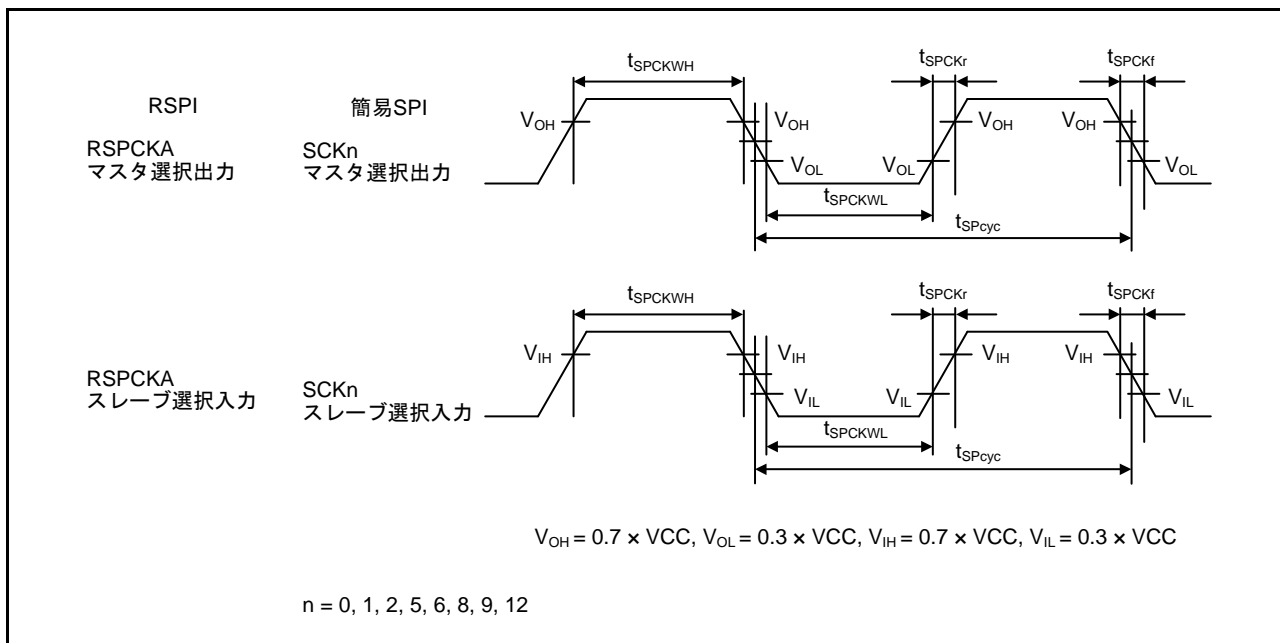 RSPI 簡易SPI
RSPCKA
マスタ選択出力
SCKn
マスタ選択出力
tSPCKWH tSPCKr tSPCKf
VOH VOH VOH VOH
VOL VOL VOL
tSPCKWL
tSPcyc
RSPCKA
スレーブ選択入力
SCKn
スレーブ選択入力
tSPCKWH tSPCKr tSPCKf
VIH VIH VIH VIH
VIL VIL VIL
tSPCKWL
tSPcyc
VOH = 0.7 × VCC, VOL = 0.3 × VCC, VIH = 0.7 × VCC, VIL = 0.3 × VCC
n = 0, 1, 2, 5, 6, 8, 9, 12